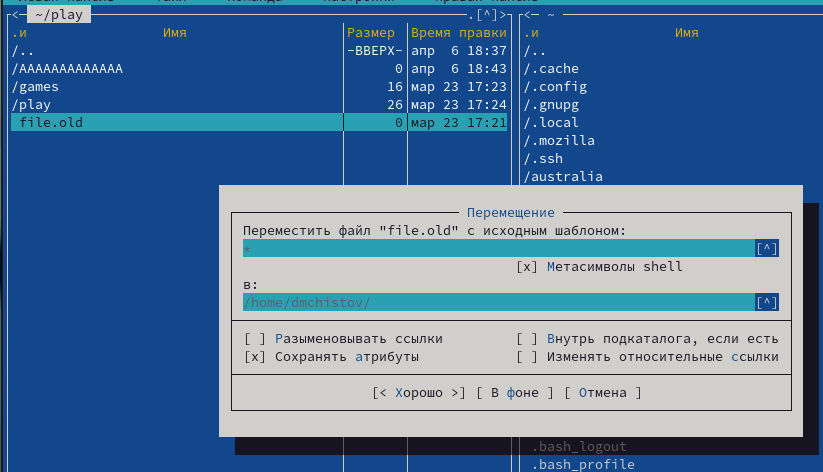 ~/play .[^]> <— ~
.и Имя Размер Время правки .и Имя
/.. -ВВЕРХ- апр 6 18:37 /..
/AAAAAAAAAAAAA 0 апр 6 18:43 /.cache
/games 16 мар 23 17:23 /.config
/play 26 мар 23 17:24 /.gnupg
file.old 0 мар 23 17:21 /.local
/.mozilla
/.ssh
/australia
Перемещение
Переместить файл "file.old" с исходным шаблоном:
* [^]
[x] Метасимволы shell
в:
/home/dmchistov/ [^]
[ ] Разыменовывать ссылки [ ] Внутрь подкаталога, если есть
[x] Сохранять атрибуты [ ] Изменять относительные ссылки
[< Хорошо >] [ В фоне ] [ Отмена ]
.bash_logout
.bash_profile